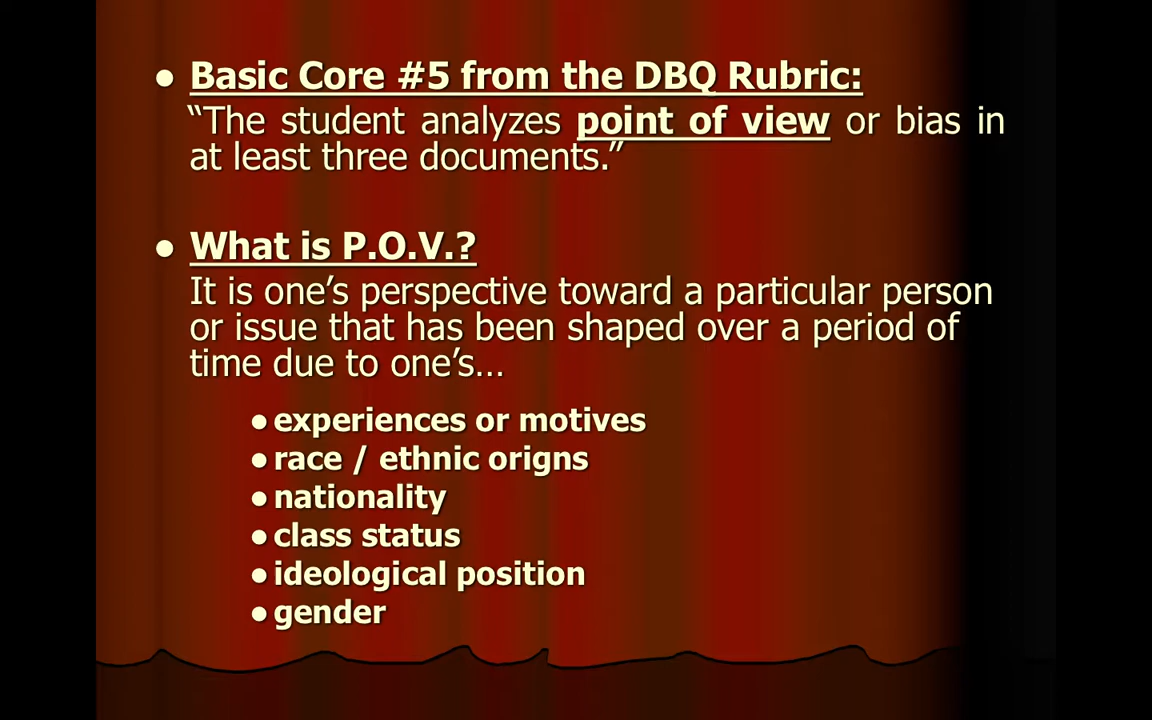 ● Basic Core #5 from the DBQ Rubric:
“The student analyzes point of view or bias in
at least three documents.”
● What is P.O.V.?
It is one’s perspective toward a particular person
or issue that has been shaped over a period of
time due to one’s…
● experiences or motives
● race / ethnic origns
● nationality
● class status
● ideological position
● gender